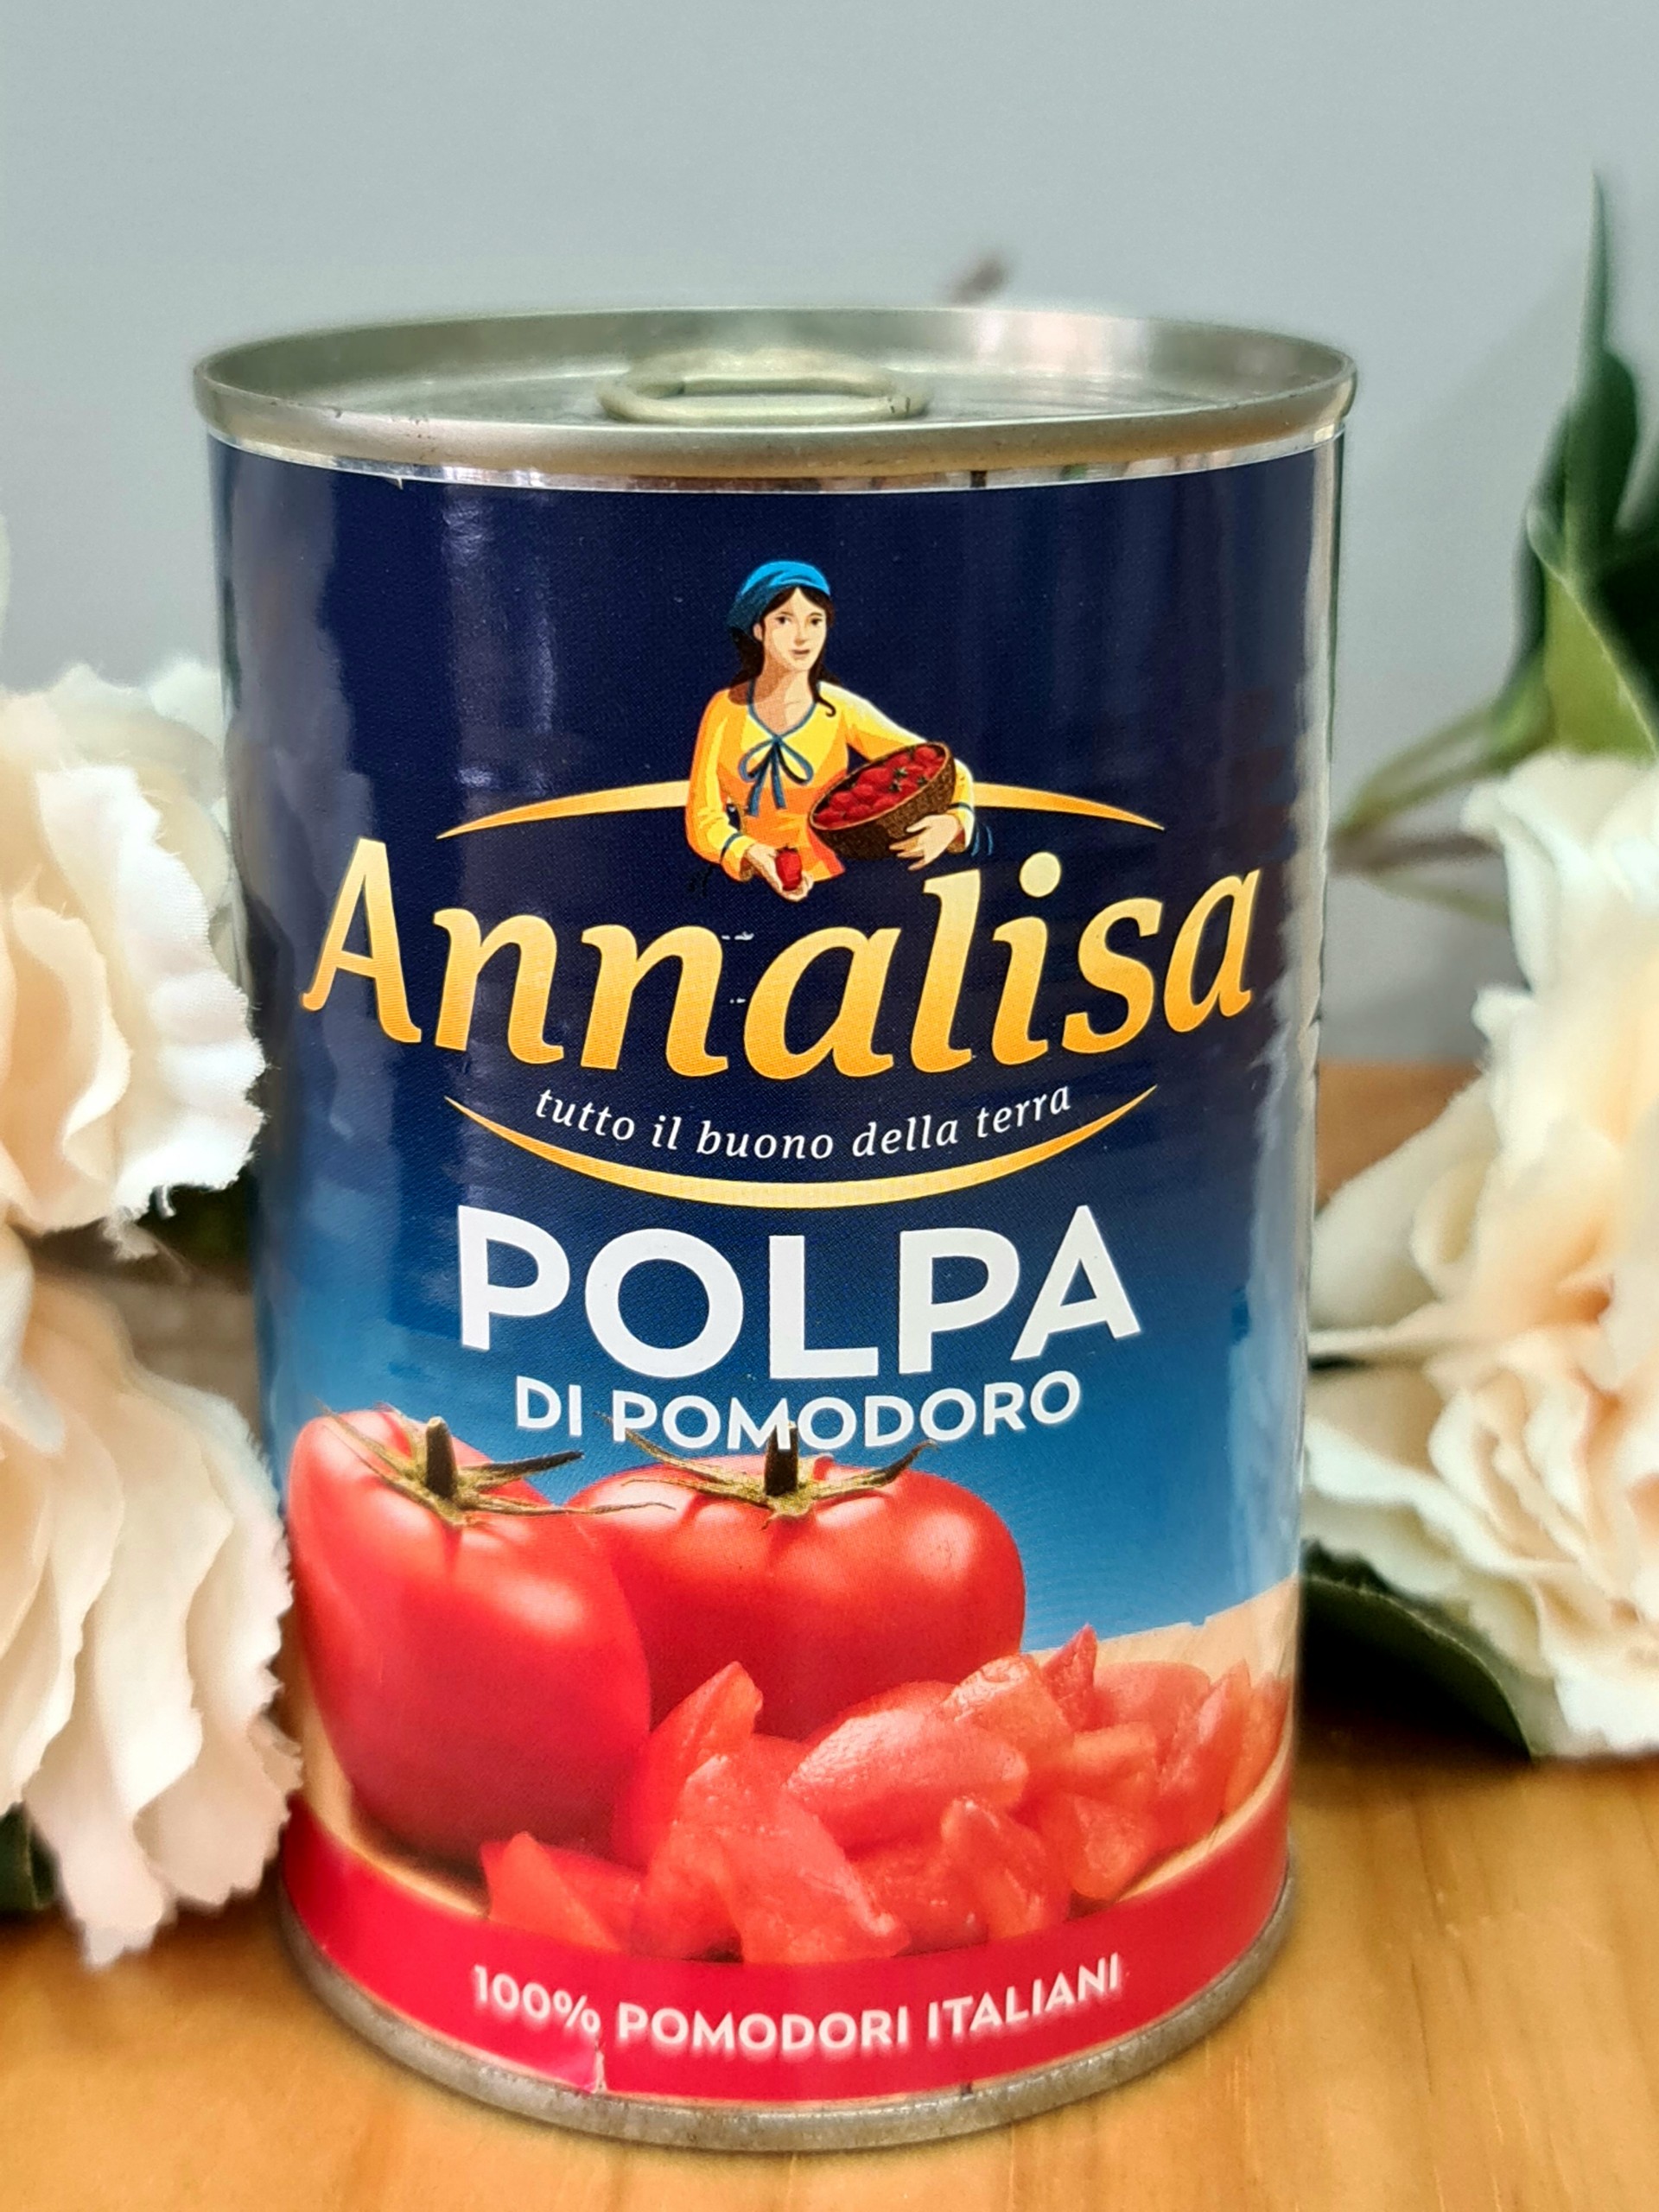 Annalisa
tutto il buono della terra
POLPA
DI POMODORO
100% POMODORI ITALIANI